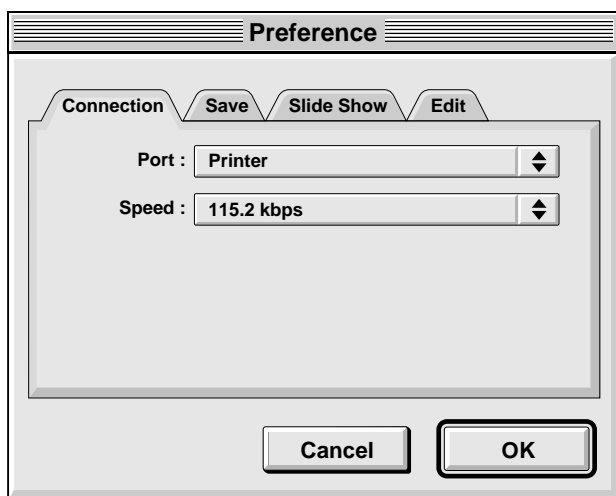 Preference
Connection Save Slide Show Edit
Port : Printer
Speed : 115.2 kbps
Cancel OK